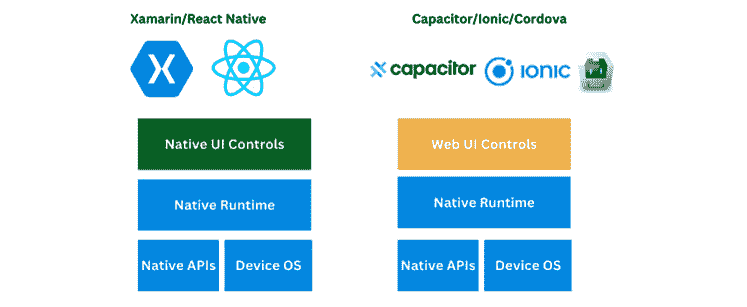 Xamarin/React Native
Capacitor/Ionic/Cordova
X
capacitor
IONIC
Native UI Controls
Web UI Controls
Native Runtime
Native Runtime
Native APIs
Device OS
Native APIs
Device OS